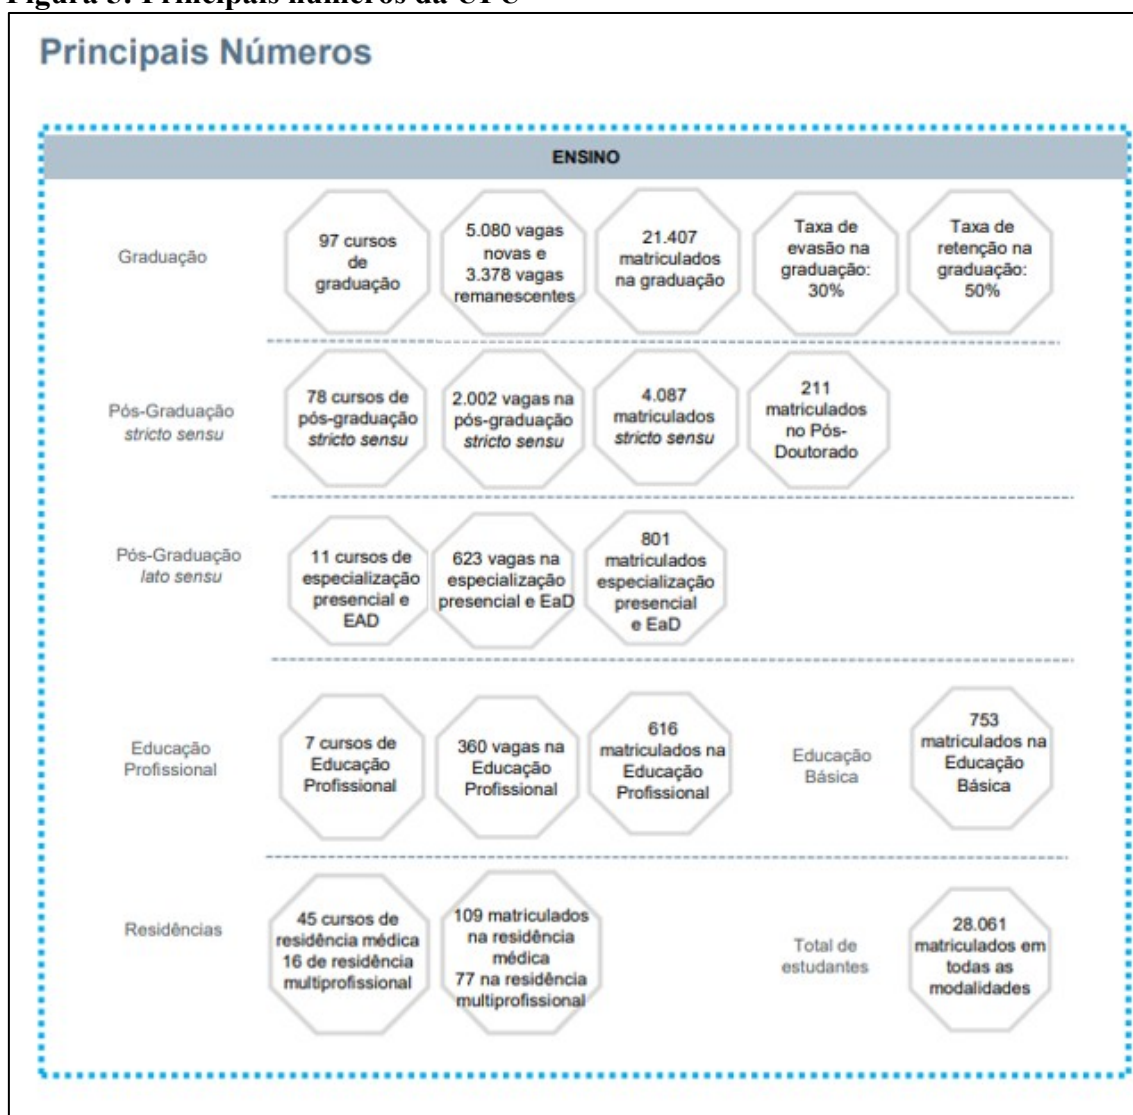 Principais Números
ENSINO
Graduação
97 cursos
de
graduação
5.080 vagas
novas e
3.378 vagas
remanescentes
21.407
matriculados
na graduação
Taxa de
evasão na
graduação:
30%
Taxa de
retenção na
graduação:
50%
Pós-Graduação
stricto sensu
78 cursos de
pós-graduação
stricto sensu
2.002 vagas na
pós-graduação
stricto sensu
4.087
matriculados
stricto sensu
211
matriculados
no Pós-
Doutorado
Pós-Graduação
lato sensu
11 cursos de
especialização
presencial e
EAD
623 vagas na
especialização
presencial e EaD
801
matriculados
especialização
presencial
e EaD
Educação
Profissional
7 cursos de
Educação
Profissional
360 vagas na
Educação
Profissional
616
matriculados na
Educação
Profissional
Educação
Básica
753
matriculados na
Educação
Básica
Residências
45 cursos de
residência médica
16 de residência
multiprofissional
109 matriculados
na residência
médica
77 na residência
multiprofissional
Total de
estudantes
28.061
matriculados em
todas as
modalidades